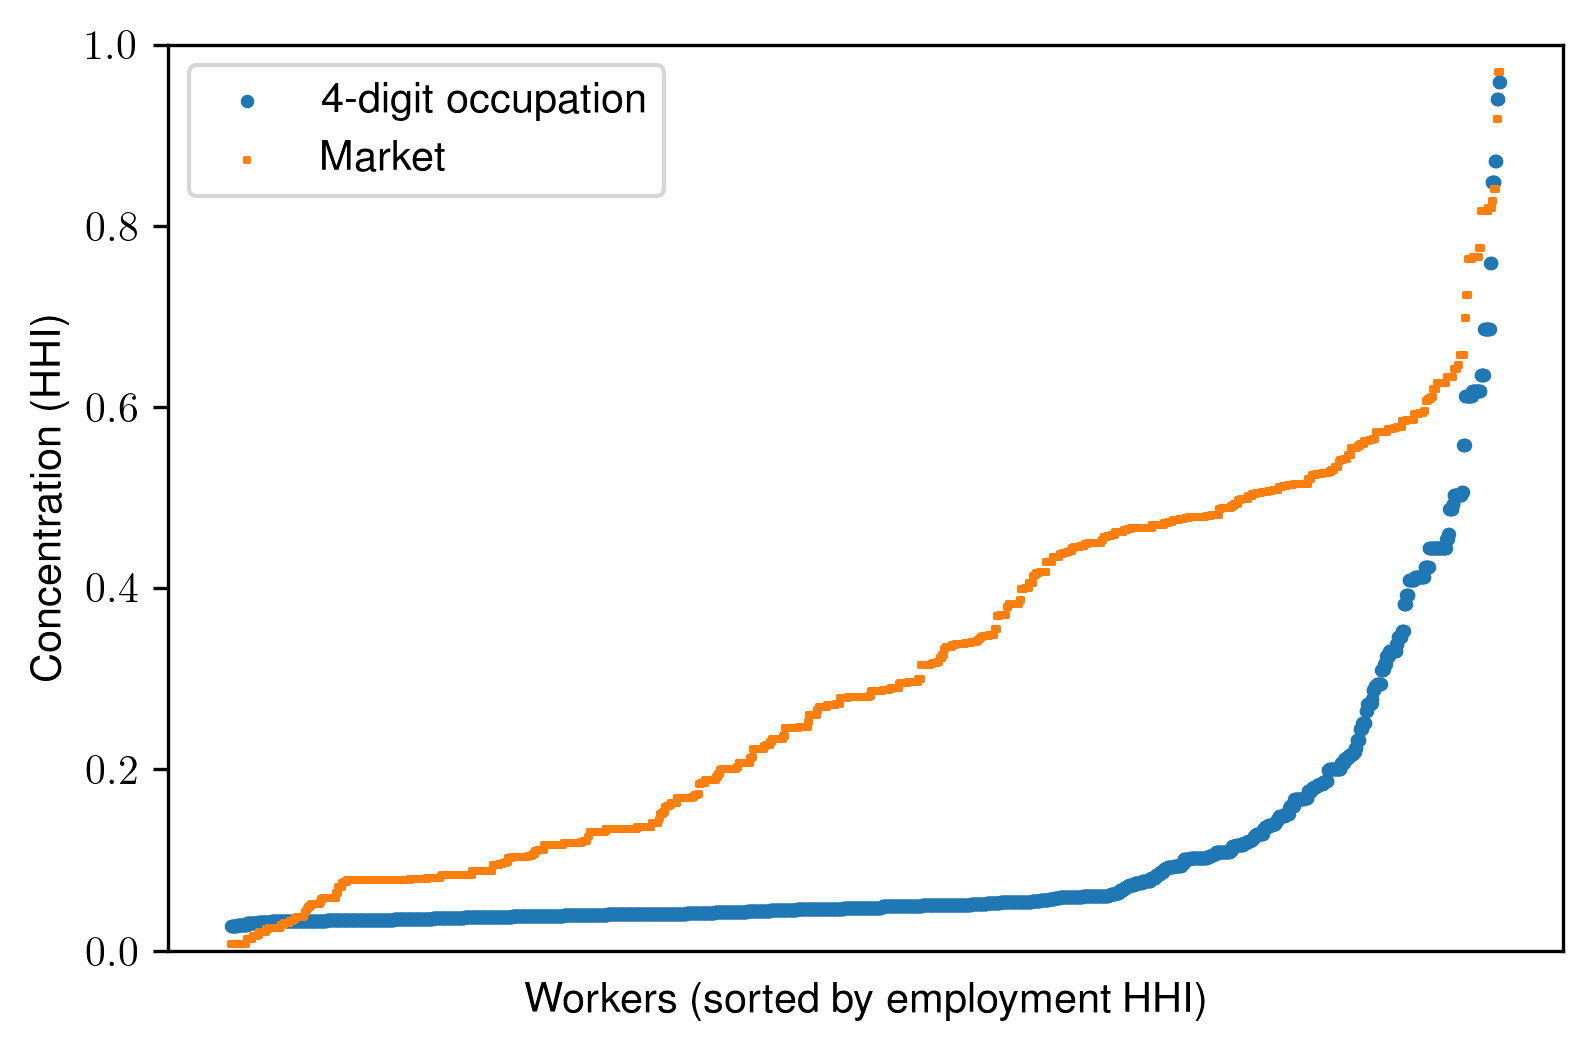 1.0
0.8
0.6
0.4
0.2
0.0
Concentration (HHI)
4-digit occupation
Market
Workers (sorted by employment HHI)